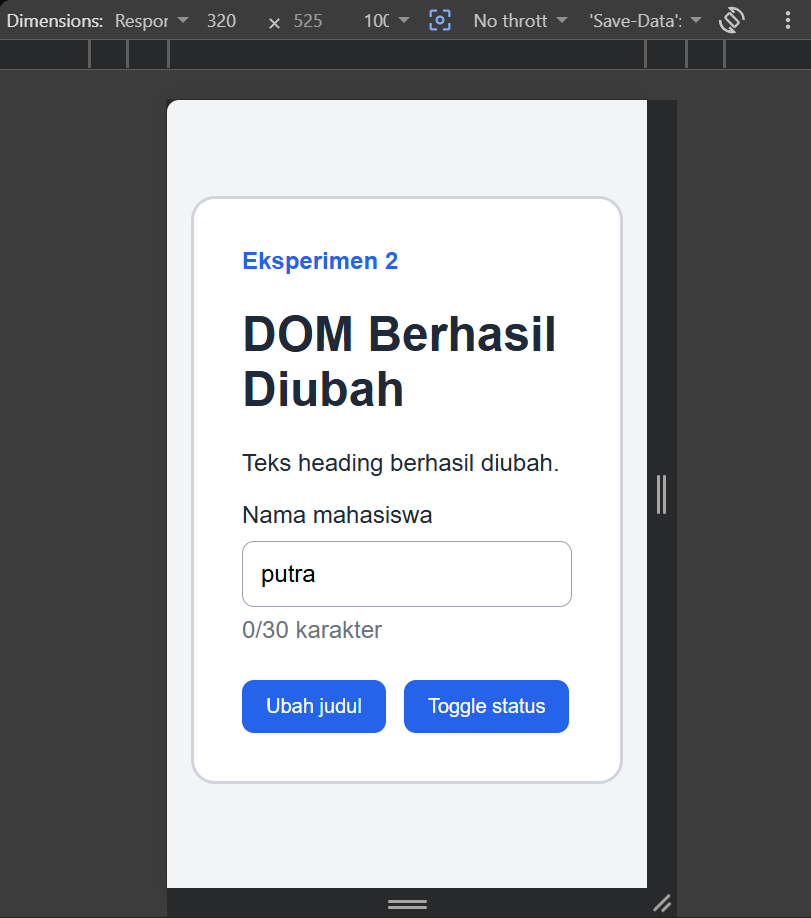 Dimensions: Respor 320 × 525 100 No thrott 'Save-Data':
Eksperimen 2
DOM Berhasil
Diubah
Teks heading berhasil diubah.
Nama mahasiswa
putra
0/30 karakter
Ubah judul Toggle status